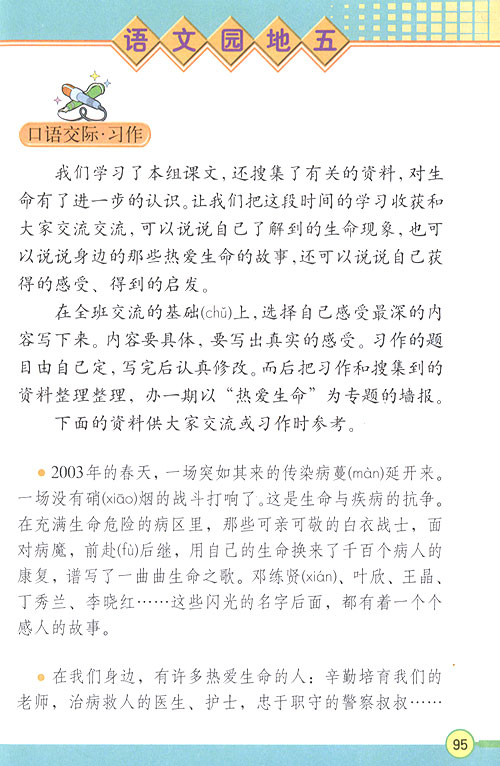 语文园地五
口语交际·习作
我们学习了本组课文,还搜集了有关的资料,对生
命有了进一步的认识。让我们把这段时间的学习收获和
大家交流交流,可以说说自己了解到的生命现象,也可
以说说身边的那些热爱生命的故事,还可以说说自己获
得的感受、得到的启发。
在全班交流的基础(chǔ)上,选择自己感受最深的内
容写下来。内容要具体,要写出真实的感受。习作的题
目由自己定,写完后认真修改。而后把习作和搜集到的
资料整理整理,办一期以“热爱生命”为专题的墙报。
下面的资料供大家交流或习作时参考。
●2003年的春天,一场突如其来的传染病蔓(màn)延开来。
一场没有硝(xiāo)烟的战斗打响了。这是生命与疾病的抗争。
在充满生命危险的病区里,那些可亲可敬的白衣战士,面
对病魔,前赴(fù)后继,用自己的生命换来了千百个病人的
康复,谱写了一曲曲生命之歌。邓练贤(xián)、叶欣、王晶、
丁秀兰、李晓红……这些闪光的名字后面,都有着一个个
感人的故事。
●在我们身边,有许多热爱生命的人:辛勤培育我们的
老师,治病救人的医生、护士,忠于职守的警察叔叔……
95